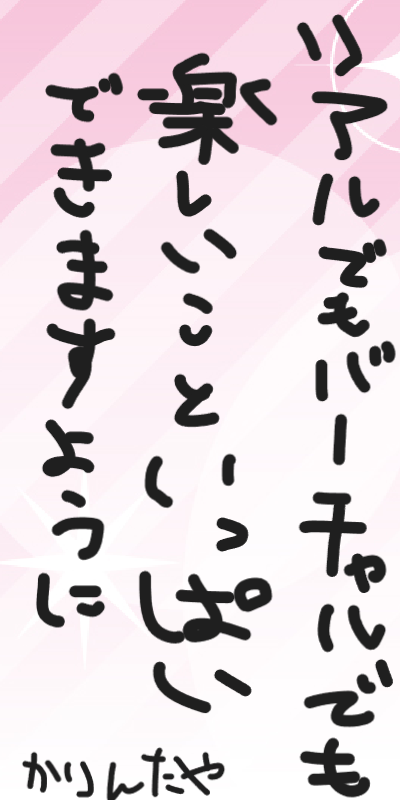 リアルでもバーチャルでも
楽しいこといっぱい
できますように
かりんたや